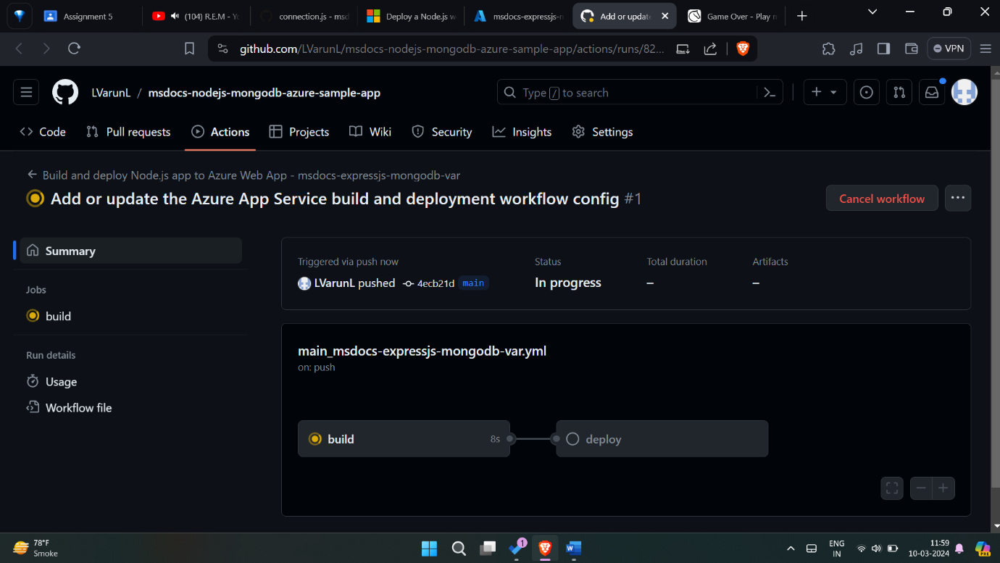 Assignment 5
(104) R.E.M - Yo
connection.js - msd
Deploy a Node.js w
msdocs-expressjs-m
Add or update
Game Over - Play n
github.com/LVarunL/msdocs-nodejs-mongodb-azure-sample-app/actions/runs/82...
VPN
LVarunL / msdocs-nodejs-mongodb-azure-sample-app
Type / to search
Code
Pull requests
Actions
Projects
Wiki
Security
Insights
Settings
Build and deploy Node.js app to Azure Web App - msdocs-expressjs-mongodb-var
Add or update the Azure App Service build and deployment workflow config #1
Cancel workflow
Summary
Jobs
build
Run details
Usage
Workflow file
Triggered via push now
LVarunL pushed 4ecb21d main
Status
In progress
Total duration
–
Artifacts
–
main_msdocs-expressjs-mongodb-var.yml
on: push
build 8s
deploy
78°F
Smoke
1
ENG
IN
11:59
10-03-2024
PRE